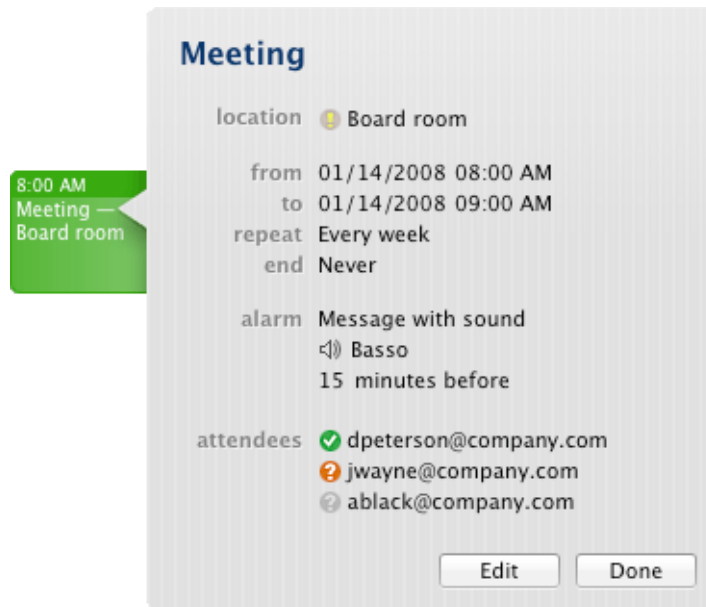 Meeting
location Board room
8:00 AM
Meeting —
Board room
from 01/14/2008 08:00 AM
to 01/14/2008 09:00 AM
repeat Every week
end Never
alarm Message with sound
Basso
15 minutes before
attendees dpeterson@company.com
jwayne@company.com
ablack@company.com
Edit Done